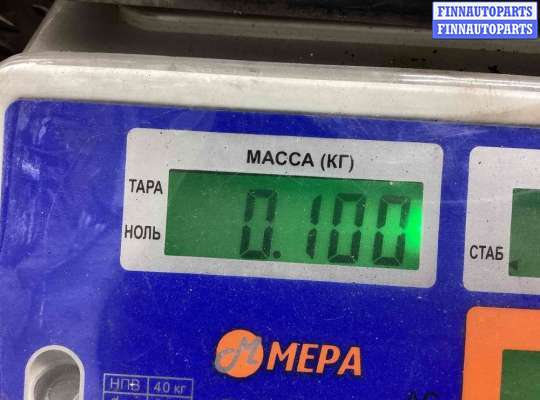 FINNAUTOPARTS
FINNAUTOPARTS
МАССА (КГ)
ТАРА
НОЛЬ
0.100
СТАБ
МЕРА
НПВ 40 кг